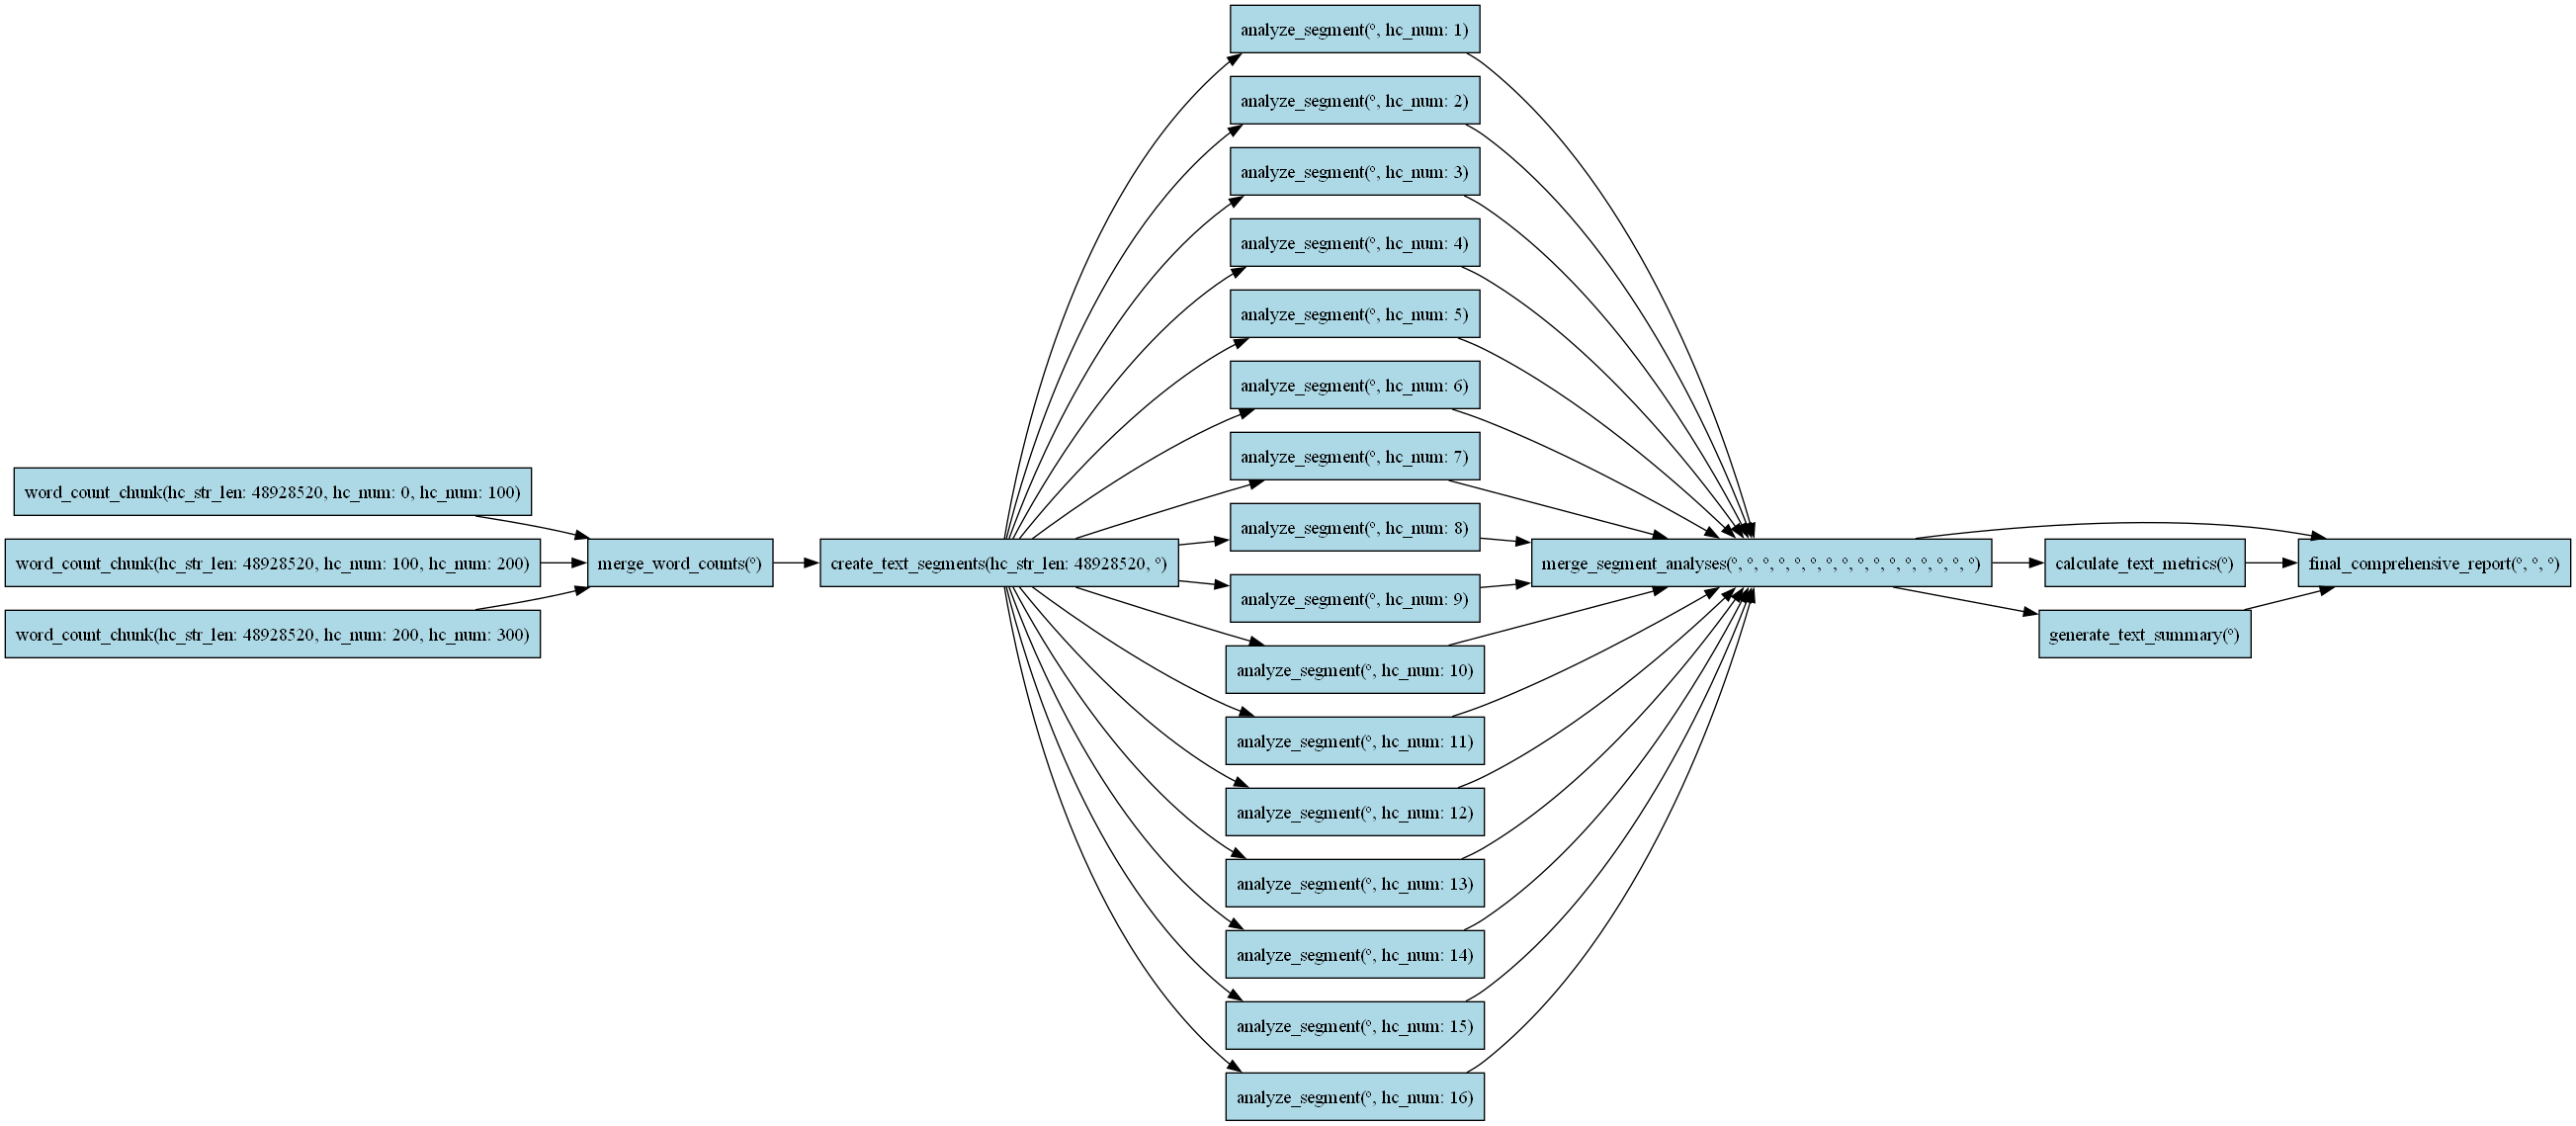 word_count_chunk(hc_str_len: 48928520, hc_num: 0, hc_num: 100)
word_count_chunk(hc_str_len: 48928520, hc_num: 100, hc_num: 200)
word_count_chunk(hc_str_len: 48928520, hc_num: 200, hc_num: 300)
merge_word_counts(°)
create_text_segments(hc_str_len: 48928520, °)
analyze_segment(°, hc_num: 1)
analyze_segment(°, hc_num: 2)
analyze_segment(°, hc_num: 3)
analyze_segment(°, hc_num: 4)
analyze_segment(°, hc_num: 5)
analyze_segment(°, hc_num: 6)
analyze_segment(°, hc_num: 7)
analyze_segment(°, hc_num: 8)
analyze_segment(°, hc_num: 9)
analyze_segment(°, hc_num: 10)
analyze_segment(°, hc_num: 11)
analyze_segment(°, hc_num: 12)
analyze_segment(°, hc_num: 13)
analyze_segment(°, hc_num: 14)
analyze_segment(°, hc_num: 15)
analyze_segment(°, hc_num: 16)
merge_segment_analyses(°, °, °, °, °, °, °, °, °, °, °, °, °, °, °, °)
calculate_text_metrics(°)
generate_text_summary(°)
final_comprehensive_report(°, °, °)